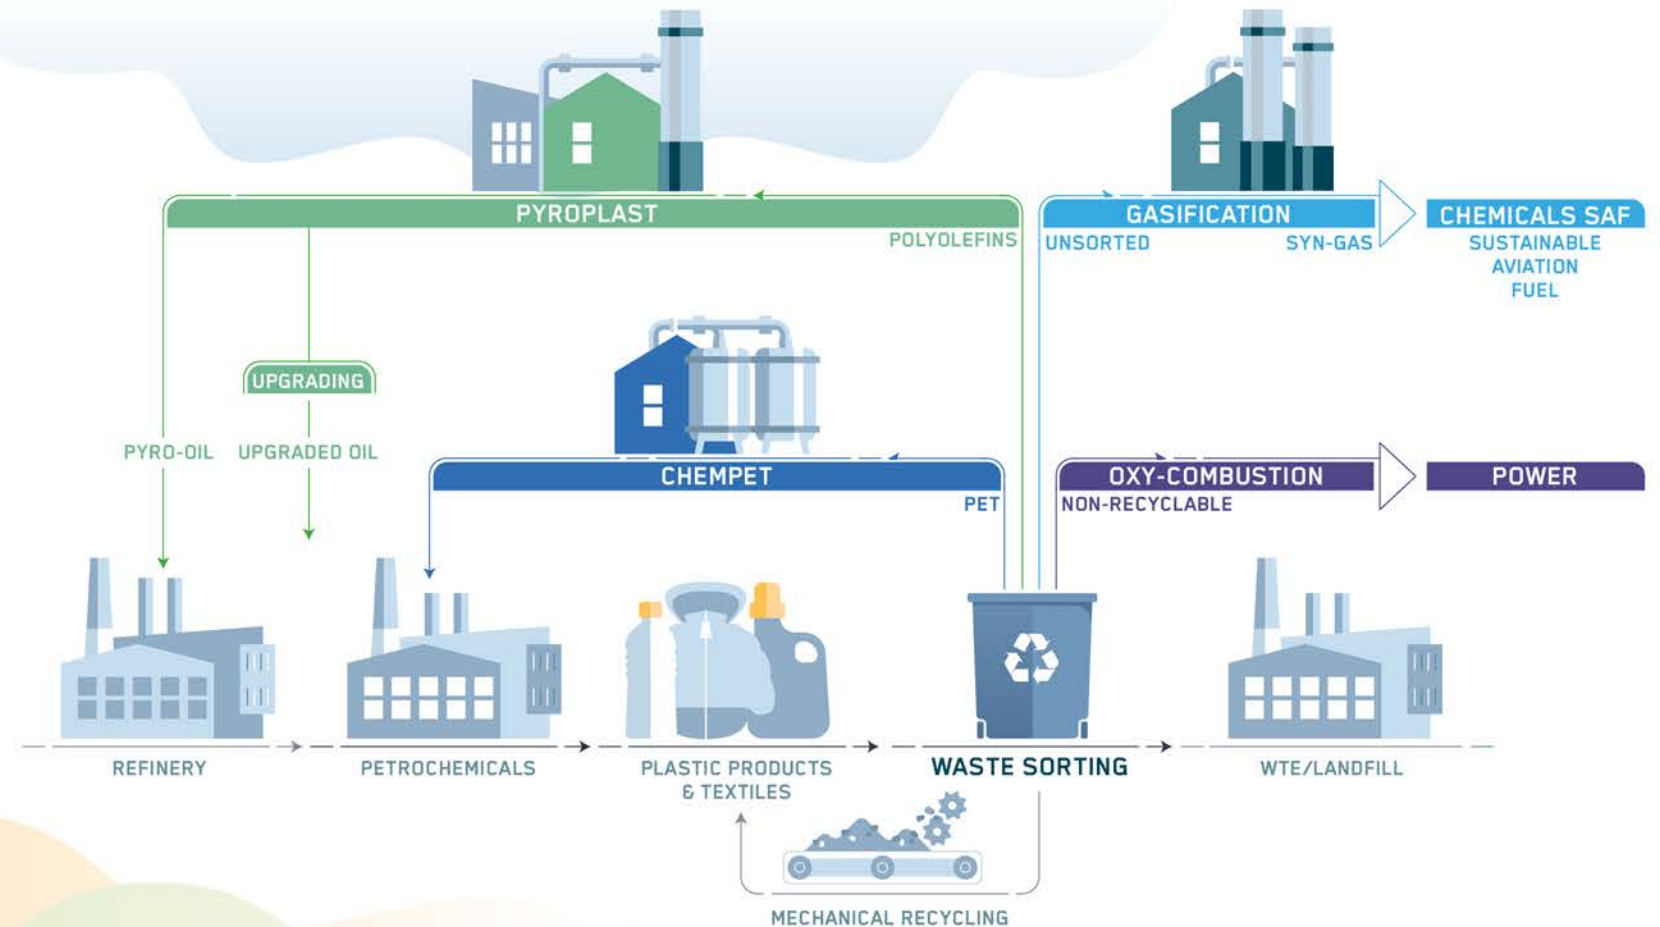 PYROPLAST
POLYOLEFINS
GASIFICATION
UNSORTED
SYN-GAS
CHEMICALS SAF
SUSTAINABLE
AVIATION
FUEL
UPGRADING
PYRO-OIL
UPGRADED OIL
CHEMPET
PET
OXY-COMBUSTION
NON-RECYCLABLE
POWER
REFINERY
PETROCHEMICALS
PLASTIC PRODUCTS
& TEXTILES
WASTE SORTING
WTE/LANDFILL
MECHANICAL RECYCLING